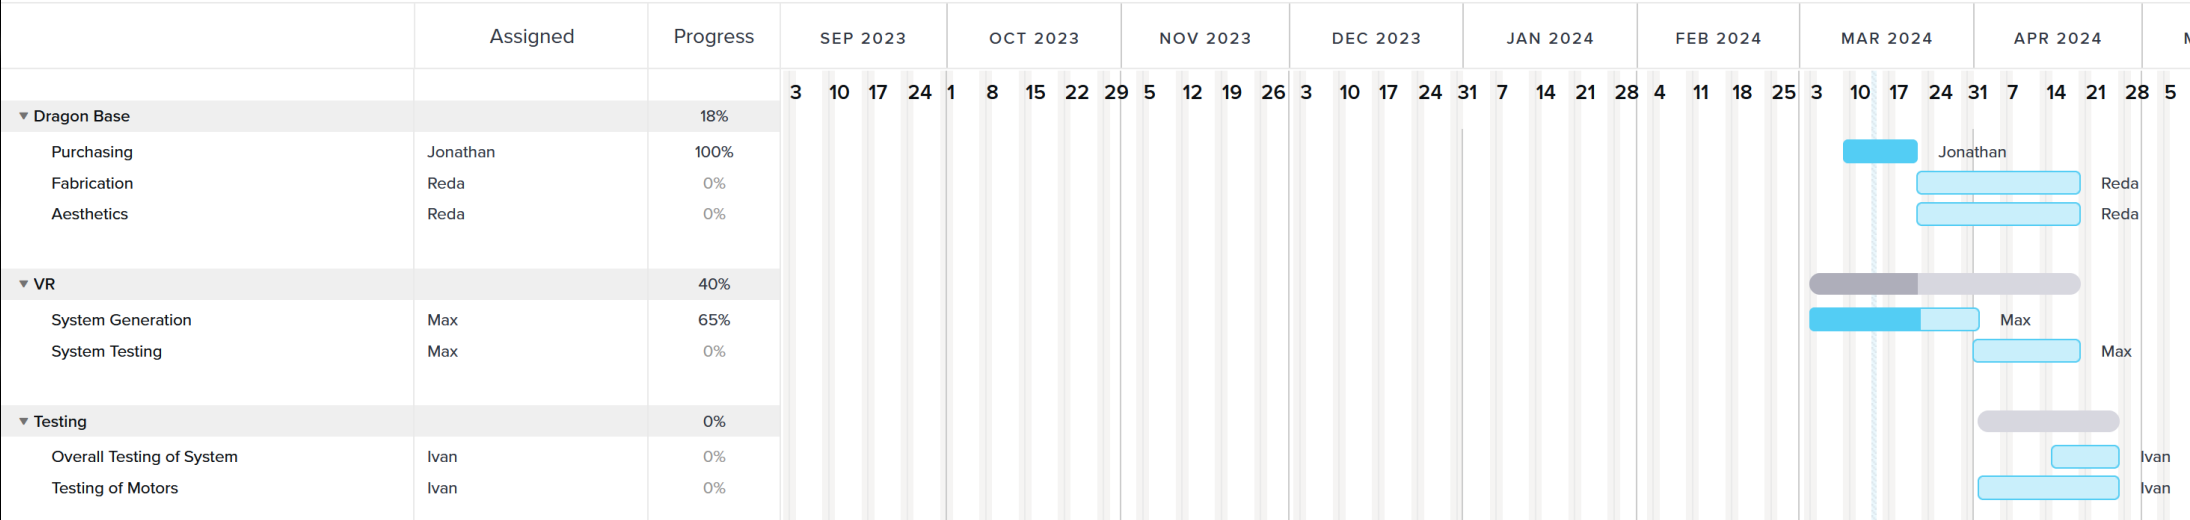 Assigned Progress SEP 2023 OCT 2023 NOV 2023 DEC 2023 JAN 2024 FEB 2024 MAR 2024 APR 2024
3 10 17 24 1 8 15 22 29 5 12 19 26 3 10 17 24 31 7 14 21 28 4 11 18 25 3 10 17 24 31 7 14 21 28 5
Dragon Base 18%
Purchasing Jonathan 100% Jonathan
Fabrication Reda 0% Reda
Aesthetics Reda 0% Reda
VR 40%
System Generation Max 65% Max
System Testing Max 0% Max
Testing 0%
Overall Testing of System Ivan 0% Ivan
Testing of Motors Ivan 0% Ivan